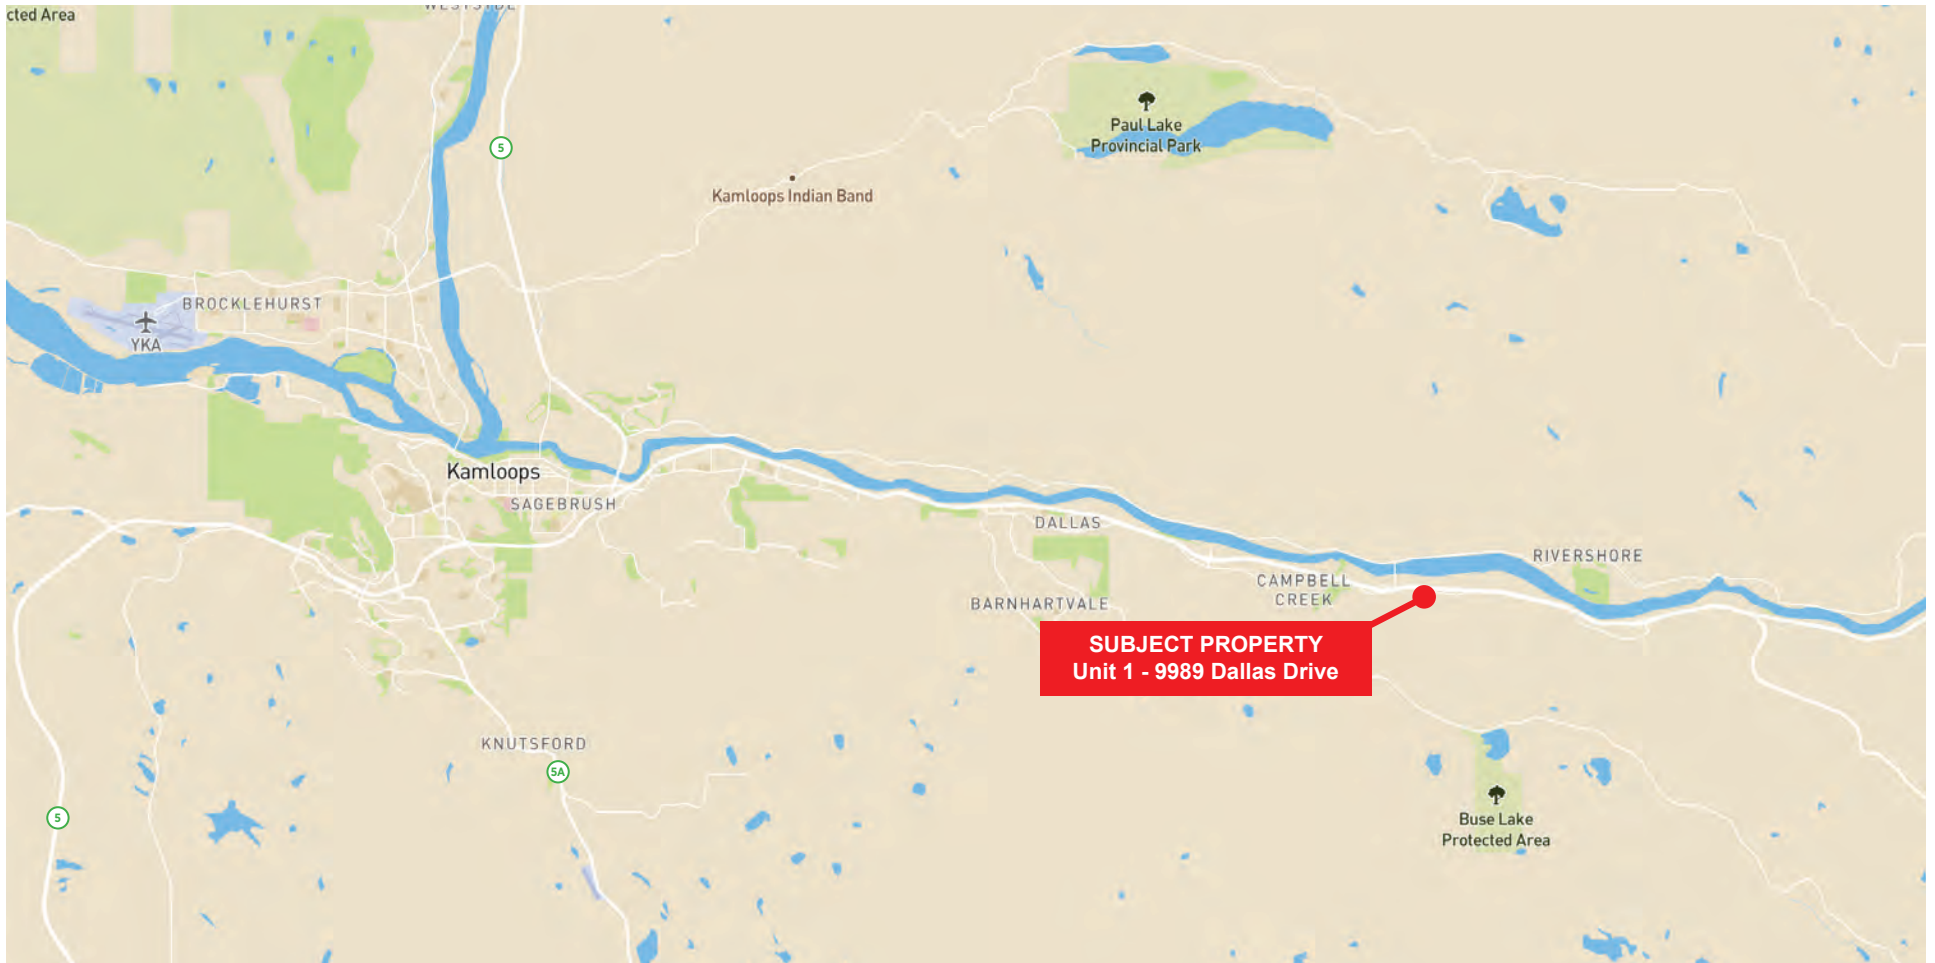 cted Area
WESTSIDE
5
Paul Lake
Provincial Park
Kamloops Indian Band
BROCKLEHURST
YKA
Kamloops
SAGEBRUSH
DALLAS
RIVERSHORE
CAMPBELL
CREEK
BARNHARTVALE
SUBJECT PROPERTY
Unit 1 - 9989 Dallas Drive
KNUTSFORD
5A
5
Buse Lake
Protected Area